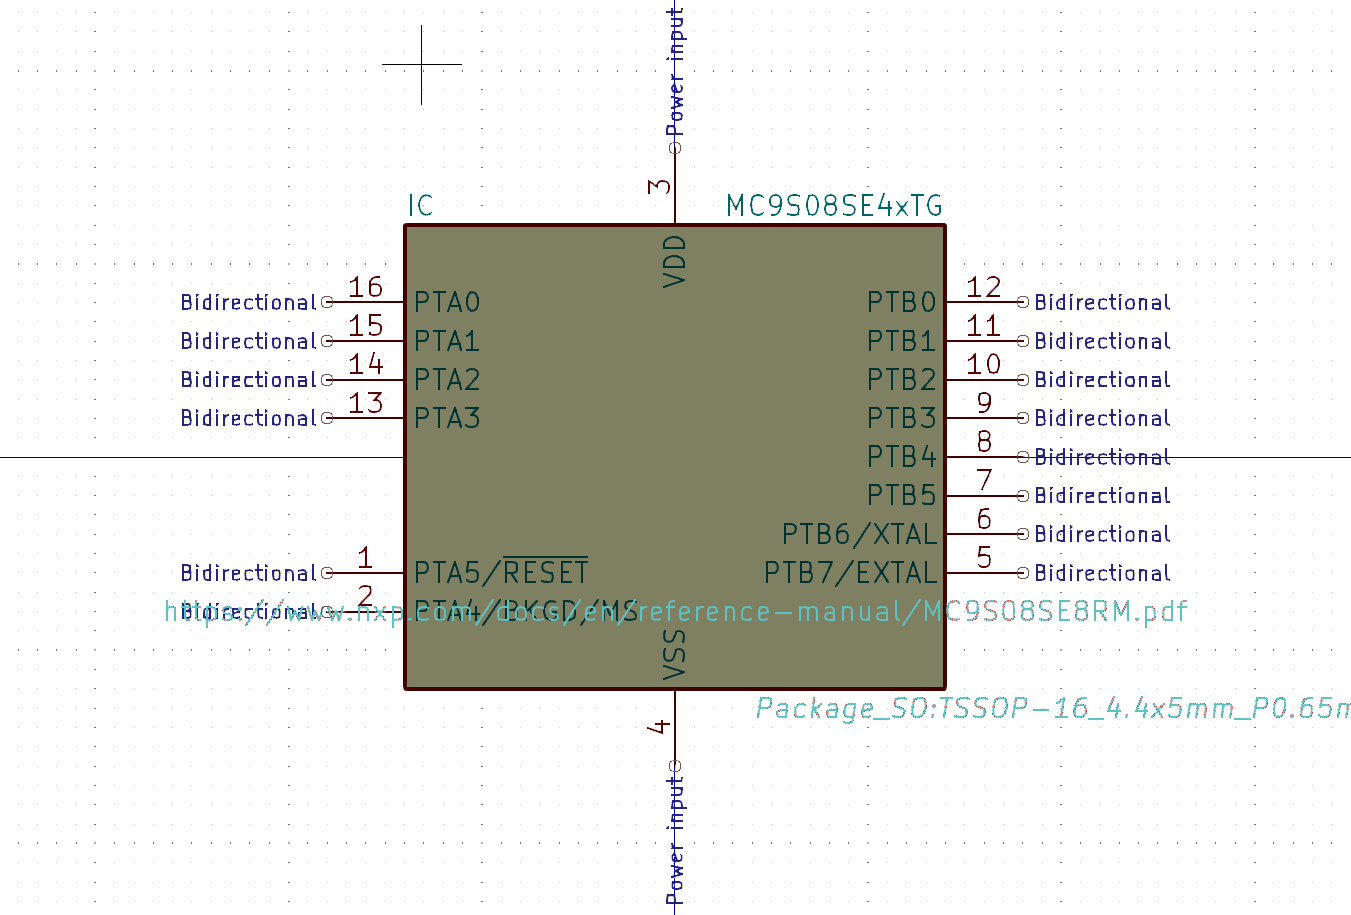 Power input
3
IC
MC9S08SE4xTG
VDD
Bidirectional 16 PTA0
PTB0 12 Bidirectional
Bidirectional 15 PTA1
PTB1 11 Bidirectional
Bidirectional 14 PTA2
PTB2 10 Bidirectional
Bidirectional 13 PTA3
PTB3 9 Bidirectional
PTB4 8 Bidirectional
PTB5 7 Bidirectional
PTB6/XTAL 6 Bidirectional
Bidirectional 1 PTA5/RESET
PTB7/EXTAL 5 Bidirectional
Bidirectional 2 PTA4/BKGD/MS
https://www.nxp.com/docs/en/reference-manual/MC9S08SE8RM.pdf
VSS
Package_SO:TSSOP-16_4.4x5mm_P0.65m
4
Power input